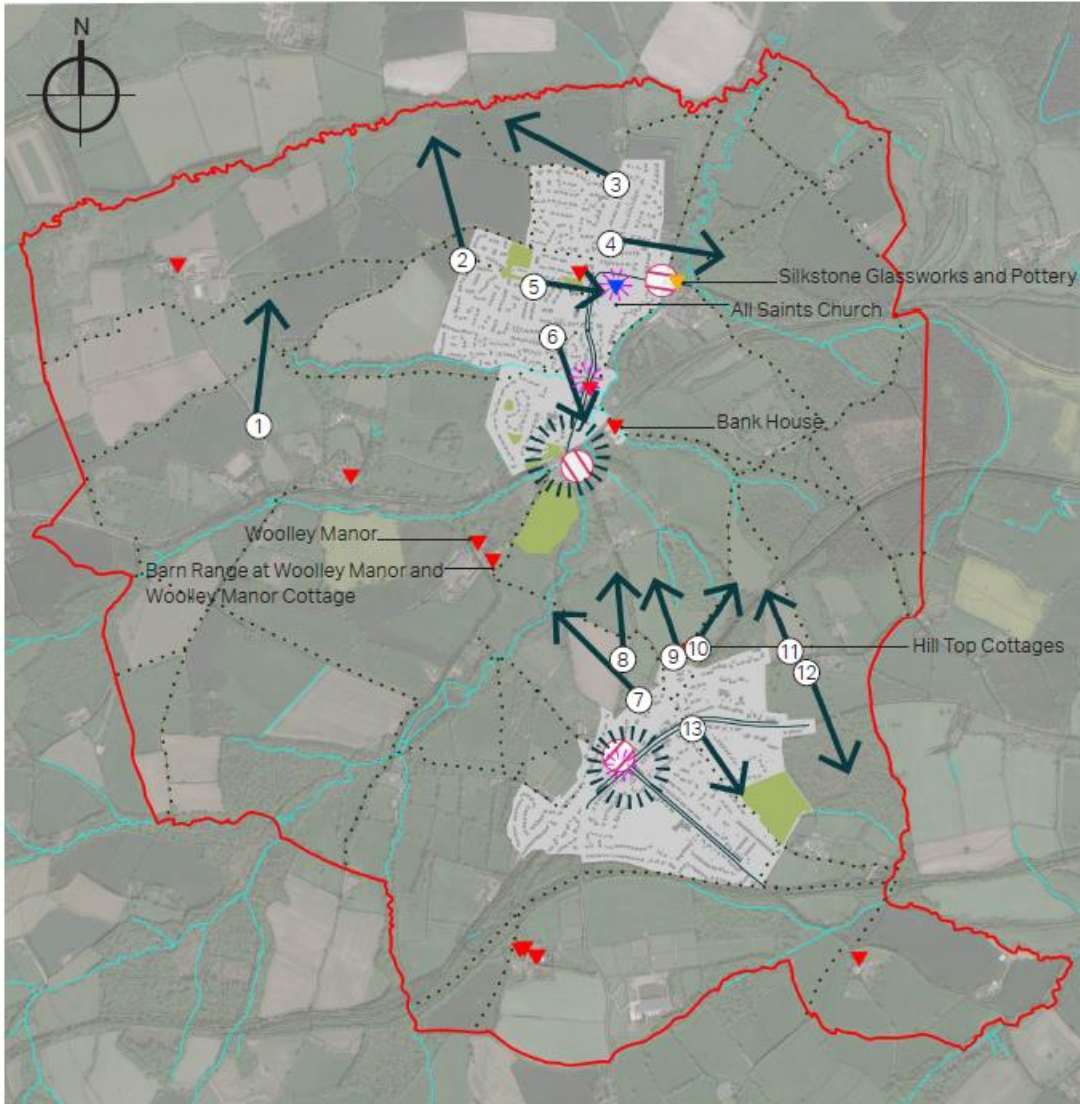 N
3
2
4
5
Silkstone Glassworks and Pottery
All Saints Church
6
1
Bank House
Woolley Manor
Barn Range at Woolley Manor and
Woolley Manor Cottage
8
9
10
11
Hill Top Cottages
12
7
13